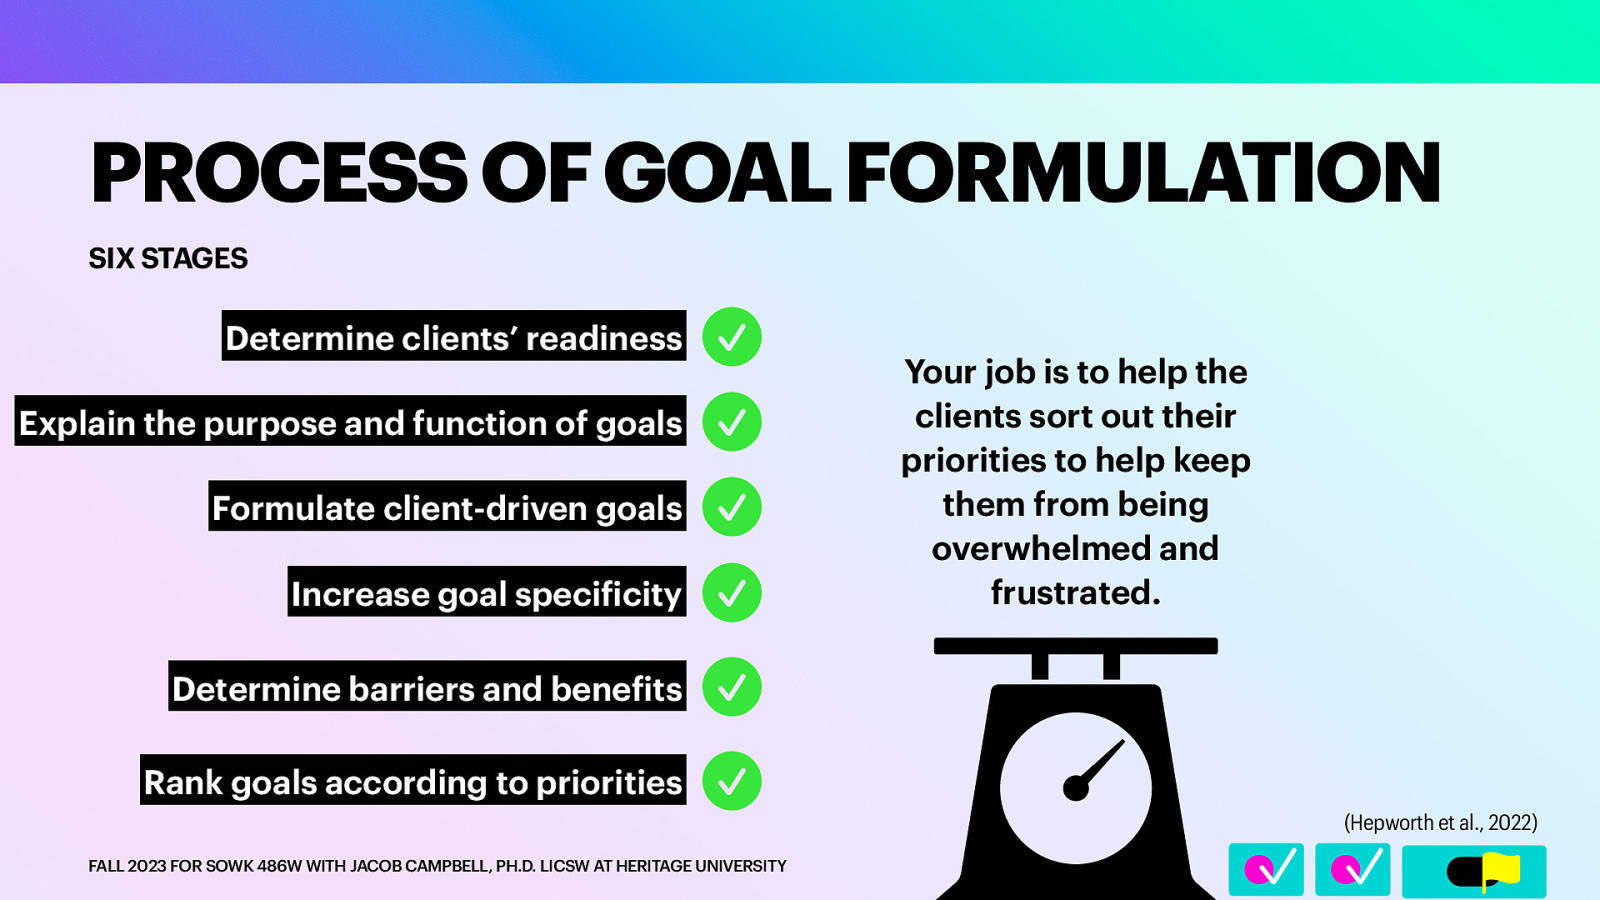 PROCESS OF GOAL FORMULATION
SIX STAGES
Determine clients’ readiness
Explain the purpose and function of goals
Formulate client-driven goals
Increase goal specificity
Determine barriers and benefits
Rank goals according to priorities
Your job is to help the
clients sort out their
priorities to help keep
them from being
overwhelmed and
frustrated.
(Hepworth et al., 2022)
FALL 2023 FOR SOWK 486W WITH JACOB CAMPBELL, PH.D. LICSW AT HERITAGE UNIVERSITY